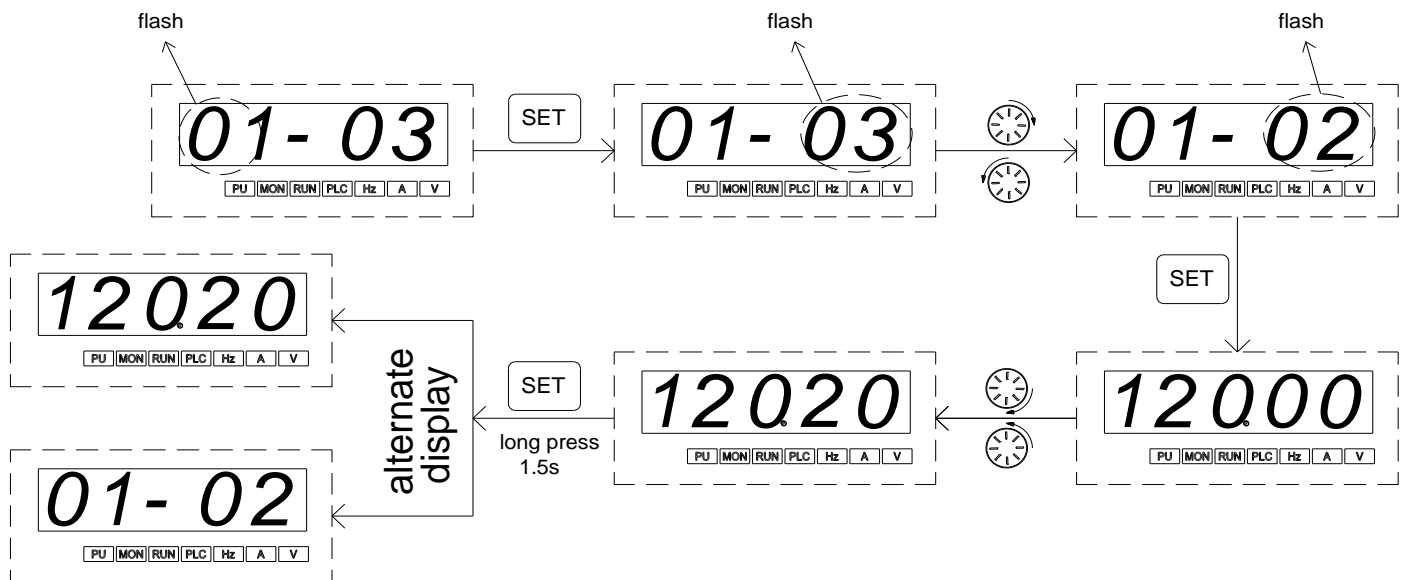 flash
flash
flash
01- 03
PU MON RUN PLC Hz A V
SET
01- 03
PU MON RUN PLC Hz A V
01- 02
PU MON RUN PLC Hz A V
SET
120.00
PU MON RUN PLC Hz A V
120.20
PU MON RUN PLC Hz A V
SET
long press
1.5s
alternate
display
120.20
PU MON RUN PLC Hz A V
01- 02
PU MON RUN PLC Hz A V